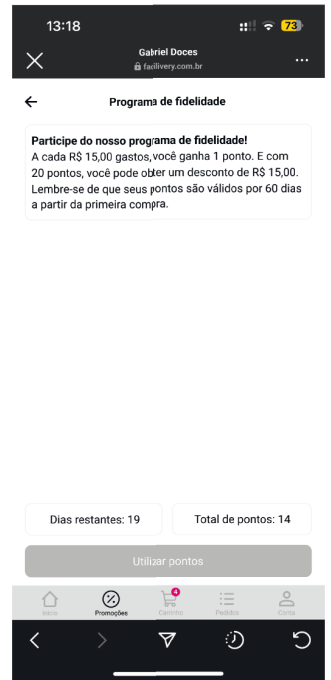 13:18
73
Gabriel Doces
facilivery.com.br
Programa de fidelidade
Participe do nosso programa de fidelidade!
A cada R$ 15,00 gastos, você ganha 1 ponto. E com
20 pontos, você pode obter um desconto de R$ 15,00.
Lembre-se de que seus pontos são válidos por 60 dias
a partir da primeira compra.
Dias restantes: 19
Total de pontos: 14
Utilizar pontos
4
Início
Promoções
Carrinho
Pedidos
Conta